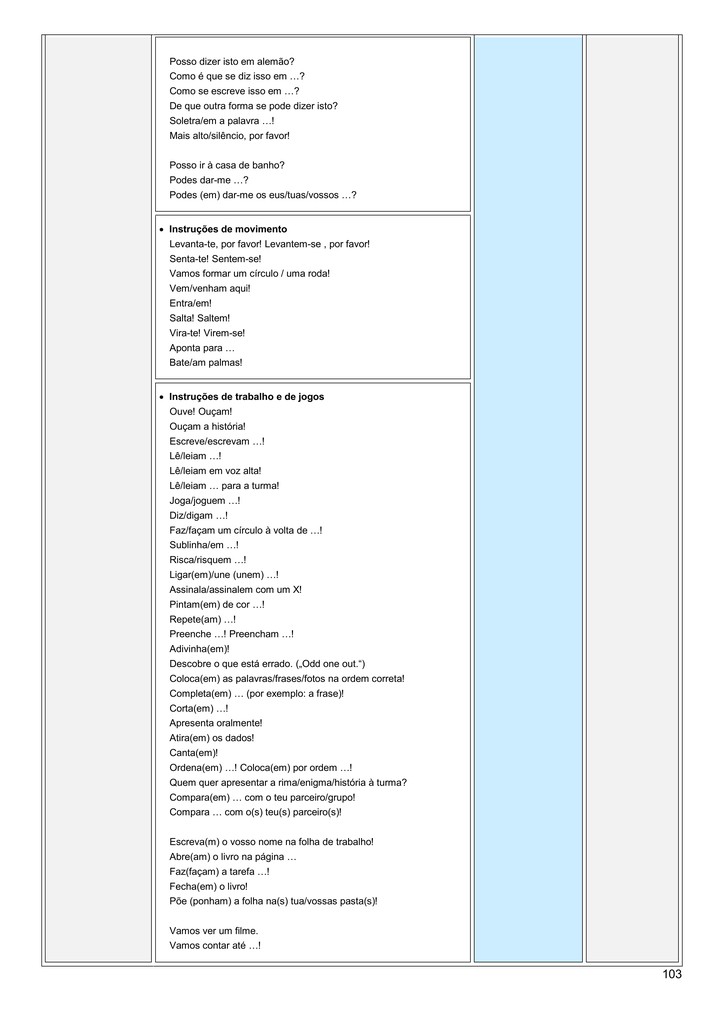 Posso dizer isto em alemão?
Como é que se diz isso em …?
Como se escreve isso em …?
De que outra forma se pode dizer isto?
Soletra/em a palavra …!
Mais alto/silêncio, por favor!
Posso ir à casa de banho?
Podes dar-me …?
Podes (em) dar-me os eus/tuas/vossos …?
• Instruções de movimento
Levanta-te, por favor! Levantem-se , por favor!
Senta-te! Sentem-se!
Vamos formar um círculo / uma roda!
Vem/venham aqui!
Entra/em!
Salta! Saltem!
Vira-te! Virem-se!
Aponta para …
Bate/am palmas!
• Instruções de trabalho e de jogos
Ouve! Ouçam!
Ouçam a história!
Escreve/escrevam …!
Lê/leiam …!
Lê/leiam em voz alta!
Lê/leiam … para a turma!
Joga/joguem …!
Diz/digam …!
Faz/façam um círculo à volta de …!
Sublinha/em …!
Risca/risquem …!
Ligar(em)/une (unem) …!
Assinala/assinalem com um X!
Pintam(em) de cor …!
Repete(am) …!
Preenche …! Preencham …!
Adivinha(em)!
Descobre o que está errado. („Odd one out.“)
Coloca(em) as palavras/frases/fotos na ordem correta!
Completa(em) … (por exemplo: a frase)!
Corta(em) …!
Apresenta oralmente!
Atira(em) os dados!
Canta(em)!
Ordena(em) …! Coloca(em) por ordem …!
Quem quer apresentar a rima/enigma/história à turma?
Compara(em) … com o teu parceiro/grupo!
Compara … com o(s) teu(s) parceiro(s)!
Escreva(m) o vosso nome na folha de trabalho!
Abre(am) o livro na página …
Faz(façam) a tarefa …!
Fecha(em) o livro!
Põe (ponham) a folha na(s) tua/vossas pasta(s)!
Vamos ver um filme.
Vamos contar até …!
103